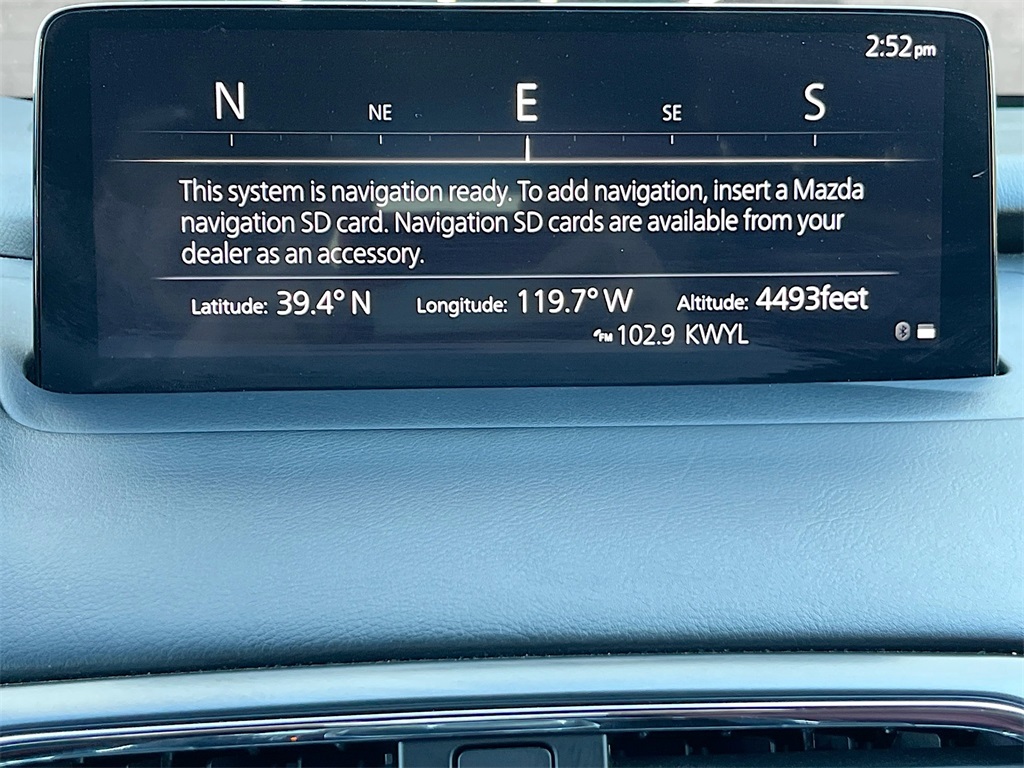 2:52pm
N NE E SE S
This system is navigation ready. To add navigation, insert a Mazda
navigation SD card. Navigation SD cards are available from your
dealer as an accessory.
Latitude: 39.4° N Longitude: 119.7° W Altitude: 4493feet
FM 102.9 KWYL